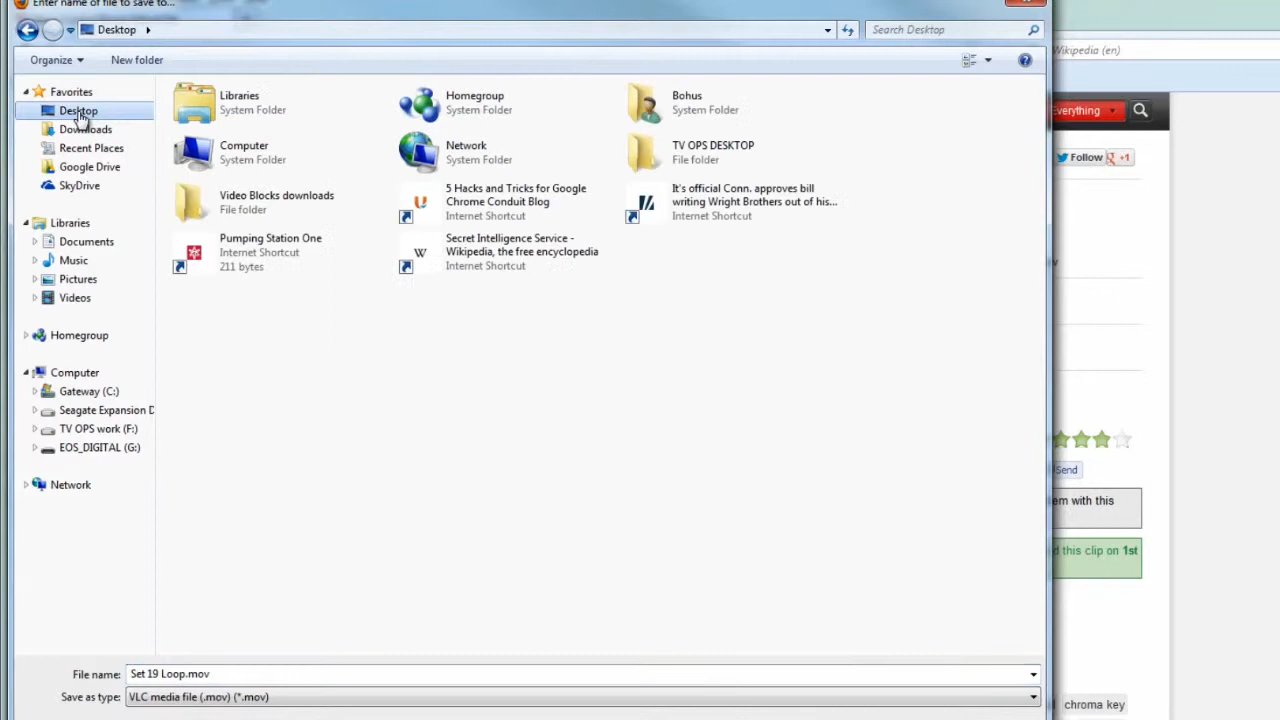 Enter name of file to save to...
Desktop
Search Desktop
Wikipedia (en)
Organize
New folder
Favorites
Desktop
Downloads
Recent Places
Google Drive
SkyDrive
Libraries
Documents
Music
Pictures
Videos
Homegroup
Computer
Gateway (C:)
Seagate Expansion D
TV OPS work (F:)
EOS_DIGITAL (G:)
Network
Libraries
System Folder
Homegroup
System Folder
Bohus
System Folder
Computer
System Folder
Network
System Folder
TV OPS DESKTOP
File folder
Video Blocks downloads
File folder
5 Hacks and Tricks for Google
Chrome Conduit Blog
Internet Shortcut
It's official Conn. approves bill
writing Wright Brothers out of his...
Internet Shortcut
Pumping Station One
Internet Shortcut
211 bytes
W
Secret Intelligence Service -
Wikipedia, the free encyclopedia
Internet Shortcut
Everything
Follow
+1
Send
em with this
d this clip on 1st
chroma key
File name:
Set 19 Loop.mov
Save as type:
VLC media file (.mov) (*.mov)